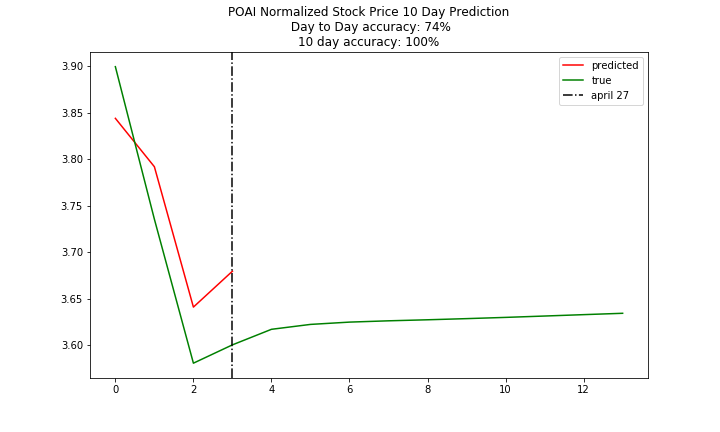 POAI Normalized Stock Price 10 Day Prediction
Day to Day accuracy: 74%
10 day accuracy: 100%
predicted
true
april 27
3.90
3.85
3.80
3.75
3.70
3.65
3.60
0 2 4 6 8 10 12